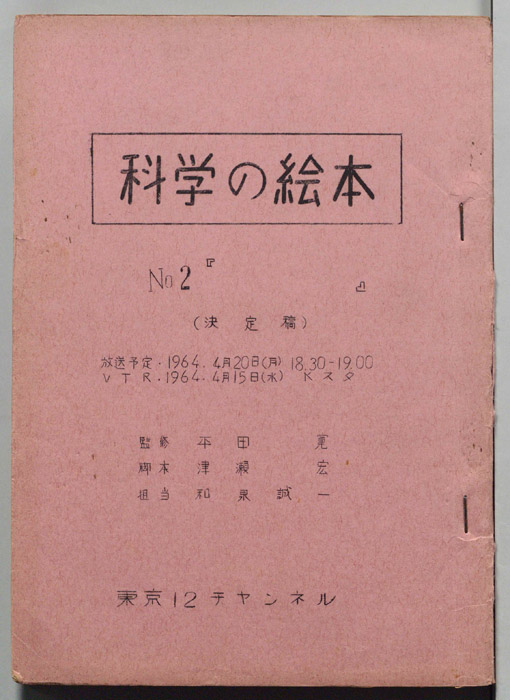 科学の絵本
No2『 』
(決定稿)
放送予定・1964.4月20日(月) 18.30-19.00
VTR・1964.4月15日(水) Kスタ
監修 平田寛
脚本 津瀬宏
担当 和泉誠一
東京12チャンネル